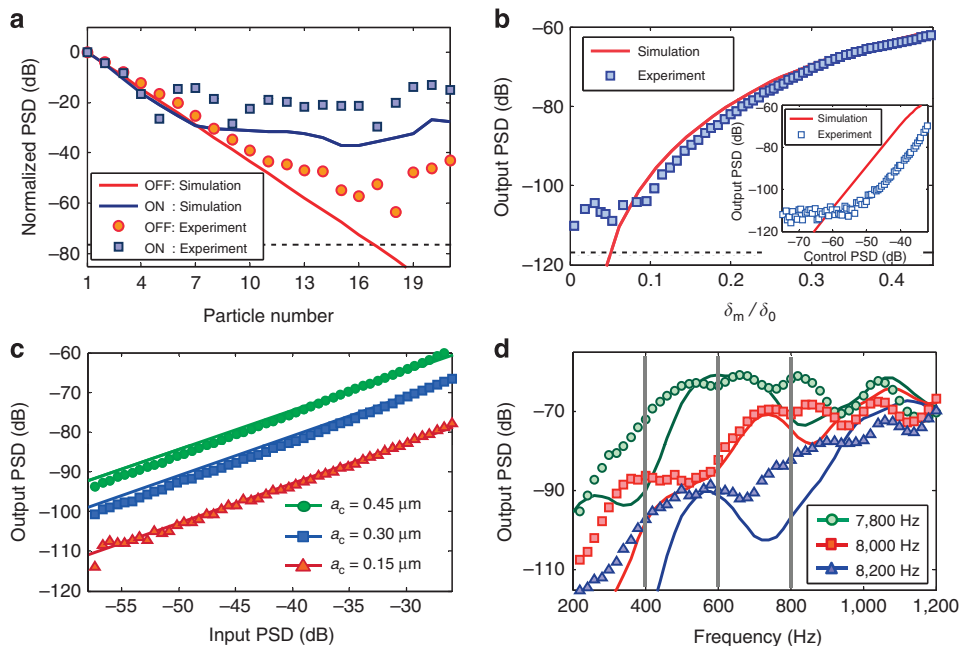 a
Normalized PSD (dB)
0
−20
−40
−60
−80
OFF: Simulation
ON : Simulation
OFF: Experiment
ON : Experiment
1 4 7 10 13 16 19
Particle number
b
Output PSD (dB)
−60
−80
−100
−120
Simulation
Experiment
0 0.1 0.2 0.3 0.4
δm / δ0
Output PSD (dB)
−60
−80
−100
−120
Simulation
Experiment
−70 −60 −50 −40
Control PSD (dB)
c
Output PSD (dB)
−60
−70
−80
−90
−100
−110
−120
ac = 0.45 μm
ac = 0.30 μm
ac = 0.15 μm
−55 −50 −45 −40 −35 −30
Input PSD (dB)
d
Output PSD (dB)
−70
−90
−110
7,800 Hz
8,000 Hz
8,200 Hz
200 400 600 800 1,000 1,200
Frequency (Hz)